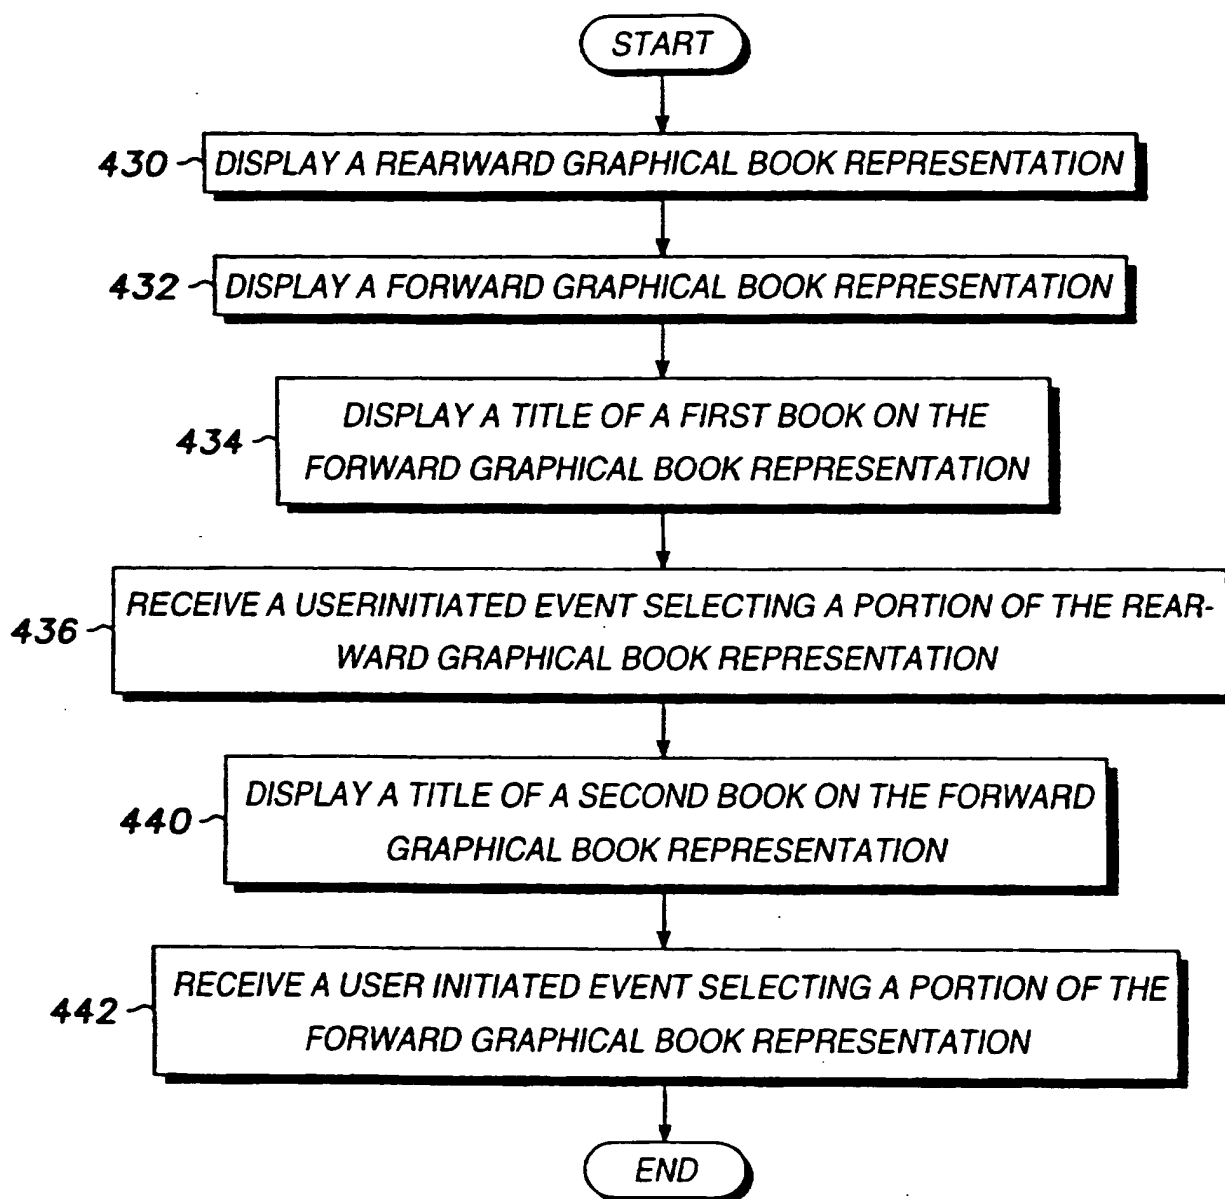 START
430 DISPLAY A REARWARD GRAPHICAL BOOK REPRESENTATION
432 DISPLAY A FORWARD GRAPHICAL BOOK REPRESENTATION
DISPLAY A TITLE OF A FIRST BOOK ON THE
434
FORWARD GRAPHICAL BOOK REPRESENTATION
RECEIVE A USERINITIATED EVENT SELECTING A PORTION OF THE REAR-
436
WARD GRAPHICAL BOOK REPRESENTATION
DISPLAY A TITLE OF A SECOND BOOK ON THE FORWARD
440
GRAPHICAL BOOK REPRESENTATION
RECEIVE A USER INITIATED EVENT SELECTING A PORTION OF THE
442
FORWARD GRAPHICAL BOOK REPRESENTATION
END